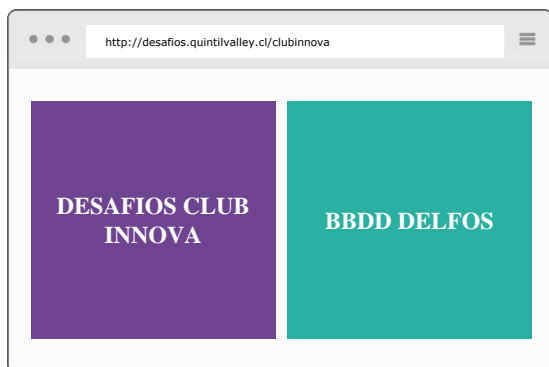 http://desafios.quintilvalley.cl/clubinnova
DESAFIOS CLUB
INNOVA
BBDD DELFOS